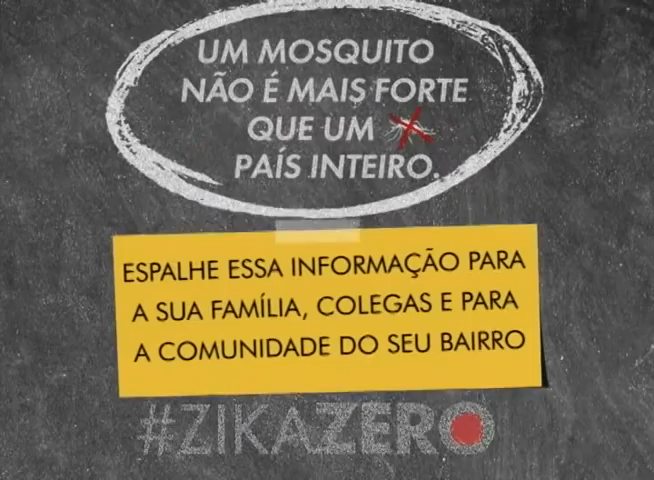 UM MOSQUITO
NÃO É MAIS FORTE
QUE UM
PAÍS INTEIRO.
ESPALHE ESSA INFORMAÇÃO PARA
A SUA FAMÍLIA, COLEGAS E PARA
A COMUNIDADE DO SEU BAIRRO
#ZIKAZERO